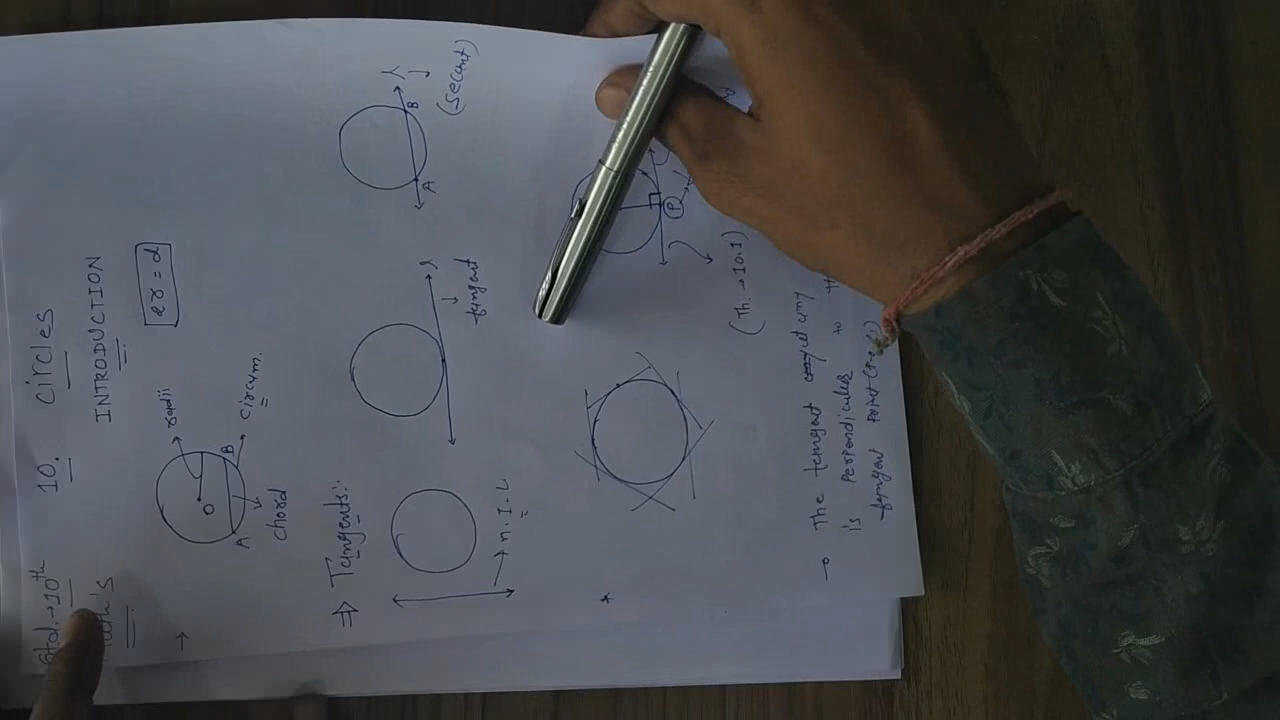 Std.→10th 10. circles
Math's INTRODUCTION
→ radii 2r = d
O
A B
chord circum.
⇒ Tangents:-
A B
→ n.I.L tangent (Secant)
*
P
(Th.→10.1)
→ The tangent any
is perpendicular to
tangent point